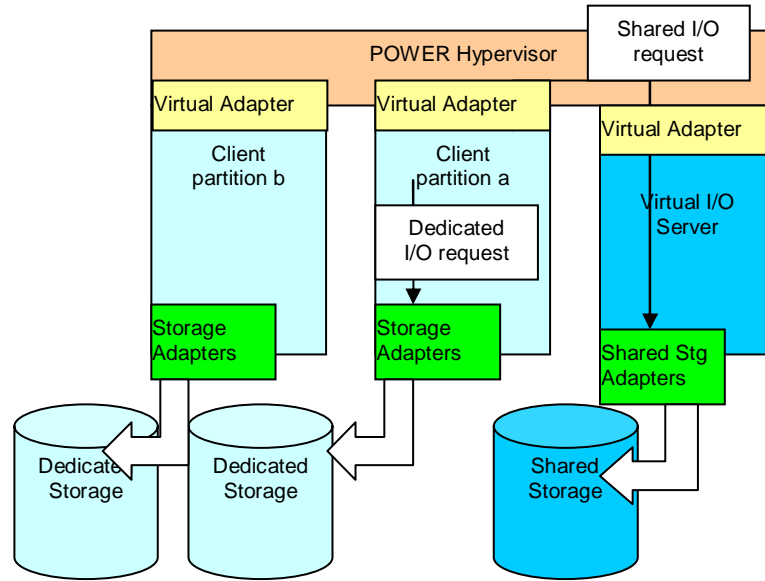 Shared I/O
request
POWER Hypervisor
Virtual Adapter
Virtual Adapter
Virtual Adapter
Client
partition b
Client
partition a
Virtual I/O
Server
Dedicated
I/O request
Storage
Adapters
Storage
Adapters
Shared Stg
Adapters
Dedicate
Storage
Dedicated
Storage
Shared
Storage